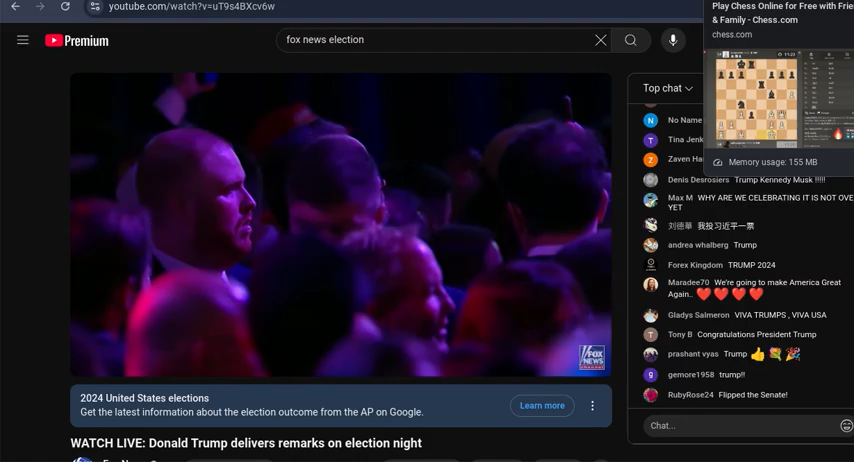 youtube.com/watch?v=uT9s4BXcv6w
Play Chess Online for Free with Frie
& Family - Chess.com
chess.com
Premium
fox news election
Top chat
No Name
Tina Jenk
Memory usage: 155 MB
Zaven Har
Denis Desrosiers Trump Kennedy Musk !!!!!
Max M WHY ARE WE CELEBRATING IT IS NOT OVE
YET
刘德華 我投习近平一票
andrea whalberg Trump
Forex Kingdom TRUMP 2024
Maradee70 We're going to make America Great
Again..
Gladys Salmeron VIVA TRUMPS , VIVA USA
Tony B Congratulations President Trump
prashant vyas Trump
gemore1958 trump!!
RubyRose24 Flipped the Senate!
Chat...
FOX
NEWS
channel
2024 United States elections
Get the latest information about the election outcome from the AP on Google.
Learn more
WATCH LIVE: Donald Trump delivers remarks on election night